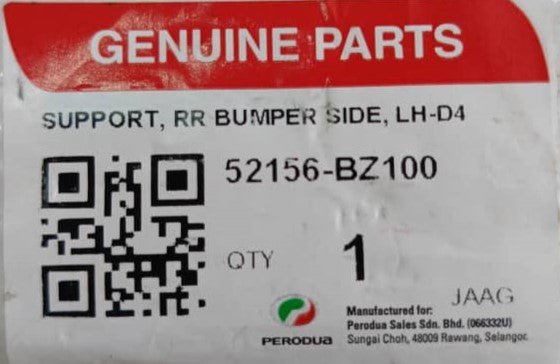 GENUINE PARTS
SUPPORT, RR BUMPER SIDE, LH-D4
52156-BZ100
QTY 1
JAAG
PERODUA
Manufactured for:
Perodua Sales Sdn. Bhd. (066332U)
Sungai Choh, 48009 Rawang, Selangor.